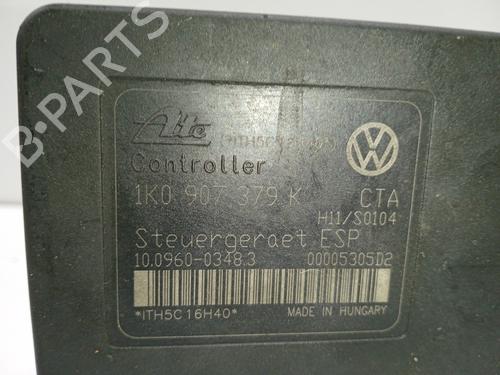 B-PARTS
Ate
Controller
1K0 907 379 K CTA
H11/S0104
Steuergeraet ESP
10.0960-0348.3 00005305D2
*ITH5C16H40* MADE IN HUNGARY